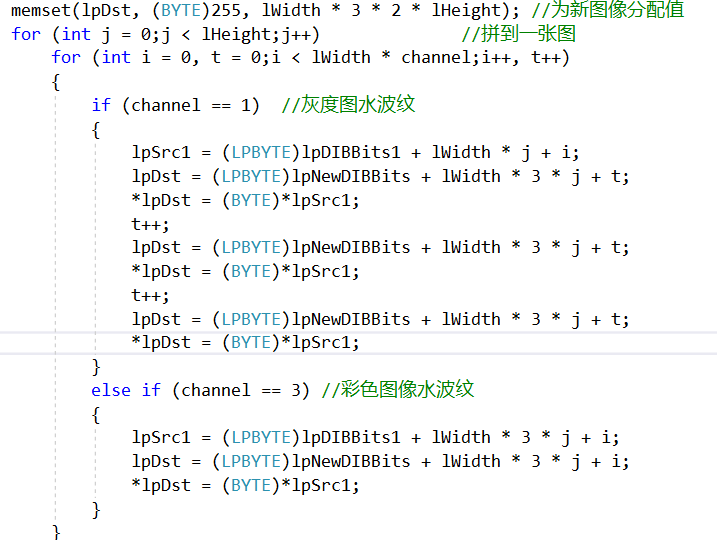 memset(lpDst, (BYTE)255, lWidth * 3 * 2 * lHeight); //为新图像分配值
for (int j = 0;j < lHeight;j++)              //拼到一张图
    for (int i = 0, t = 0;i < lWidth * channel;i++, t++)
    {
        if (channel == 1)  //灰度图水波纹
        {
            lpSrc1 = (LPBYTE)lpDIBBits1 + lWidth * j + i;
            lpDst = (LPBYTE)lpNewDIBBits + lWidth * 3 * j + t;
            *lpDst = (BYTE)*lpSrc1;
            t++;
            lpDst = (LPBYTE)lpNewDIBBits + lWidth * 3 * j + t;
            *lpDst = (BYTE)*lpSrc1;
            t++;
            lpDst = (LPBYTE)lpNewDIBBits + lWidth * 3 * j + t;
            *lpDst = (BYTE)*lpSrc1;
        }
        else if (channel == 3) //彩色图像水波纹
        {
            lpSrc1 = (LPBYTE)lpDIBBits1 + lWidth * 3 * j + i;
            lpDst = (LPBYTE)lpNewDIBBits + lWidth * 3 * j + i;
            *lpDst = (BYTE)*lpSrc1;
        }
    }